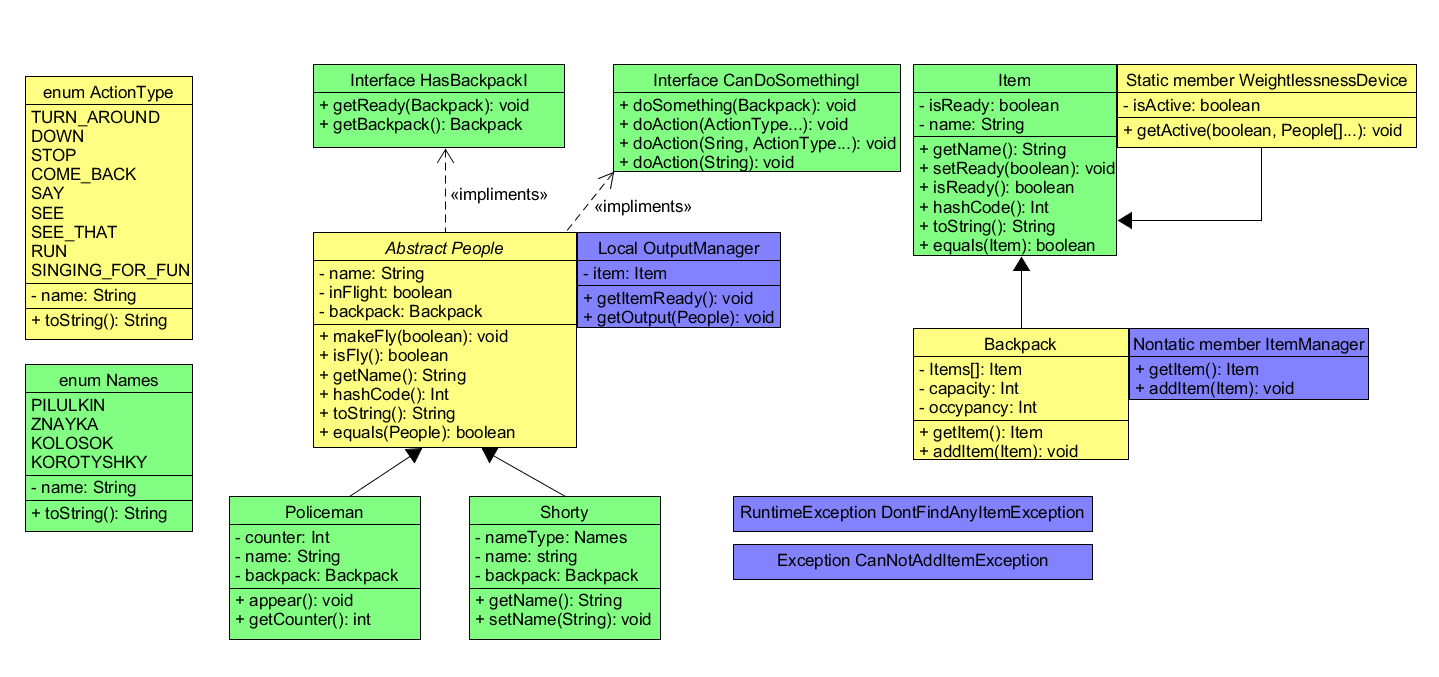 enum ActionType
TURN_AROUND
DOWN
STOP
COME_BACK
SAY
SEE
SEE_THAT
RUN
SINGING_FOR_FUN
- name: String
+ toString(): String
enum Names
PILULKIN
ZNAYKA
KOLOSOK
KOROTYSHKY
- name: String
+ toString(): String
Interface HasBackpackI
+ getReady(Backpack): void
+ getBackpack(): Backpack
Interface CanDoSomethingI
+ doSomething(Backpack): void
+ doAction(ActionType...): void
+ doAction(Sring, ActionType...): void
+ doAction(String): void
«impliments»
«impliments»
Abstract People
- name: String
- inFlight: boolean
- backpack: Backpack
+ makeFly(boolean): void
+ isFly(): boolean
+ getName(): String
+ hashCode(): Int
+ toString(): String
+ equals(People): boolean
Local OutputManager
- item: Item
+ getItemReady(): void
+ getOutput(People): void
Policeman
- counter: Int
- name: String
- backpack: Backpack
+ appear(): void
+ getCounter(): int
Shorty
- nameType: Names
- name: string
- backpack: Backpack
+ getName(): String
+ setName(String): void
Item
- isReady: boolean
- name: String
+ getName(): String
+ setReady(boolean): void
+ isReady(): boolean
+ hashCode(): Int
+ toString(): String
+ equals(Item): boolean
Static member WeightlessnessDevice
- isActive: boolean
+ getActive(boolean, People[]...): void
Backpack
- Items[]: Item
- capacity: Int
- occypancy: Int
+ getItem(): Item
+ addItem(Item): void
Nontatic member ItemManager
+ getItem(): Item
+ addItem(Item): void
RuntimeException DontFindAnyItemException
Exception CanNotAddItemException